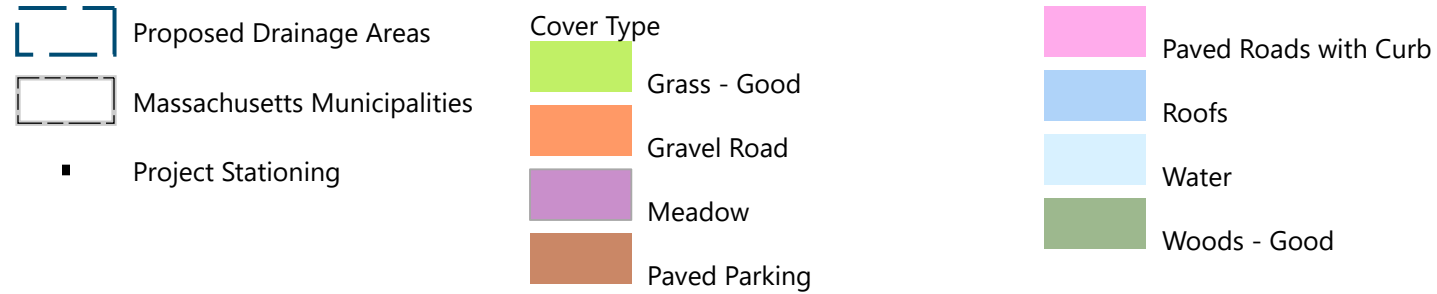 Proposed Drainage Areas
Massachusetts Municipalities
Project Stationing
Cover Type
Grass - Good
Gravel Road
Meadow
Paved Parking
Paved Roads with Curb
Roofs
Water
Woods - Good